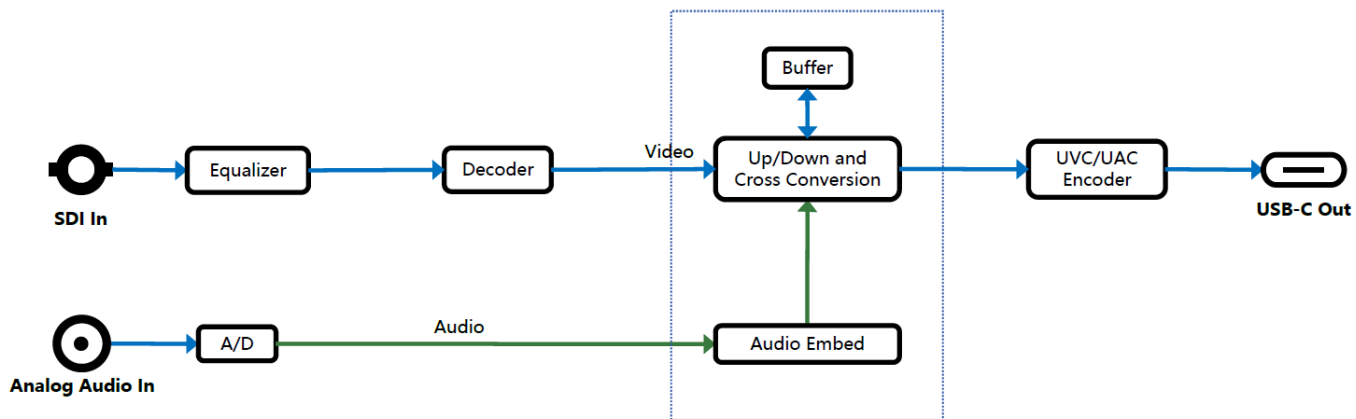 Buffer
Video
Equalizer
Decoder
Up/Down and
Cross Conversion
UVC/UAC
Encoder
SDI In
USB-C Out
Audio
A/D
Audio Embed
Analog Audio In